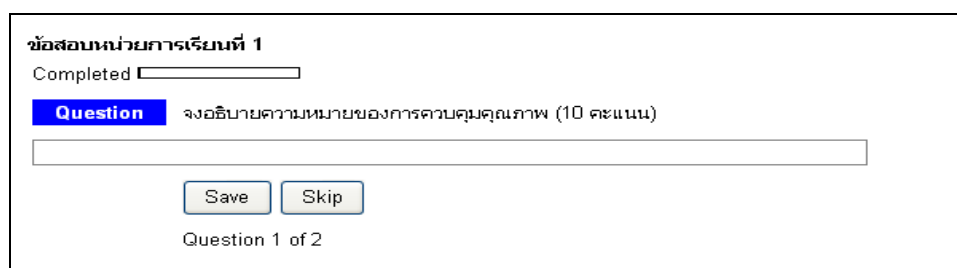 ข้อสอบหน่วยการเรียนที่ 1
Completed
Question จงอธิบายความหมายของการควบคุมคุณภาพ (10 คะแนน)
Save Skip
Question 1 of 2